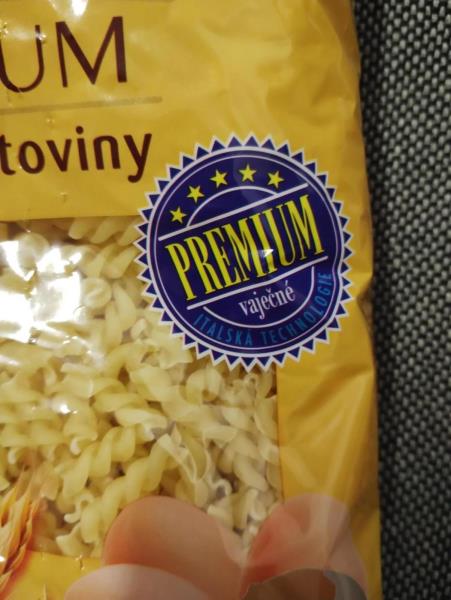 UM
toviny
PREMIUM
vaječné
ITALSKÁ TECHNOLOGIE